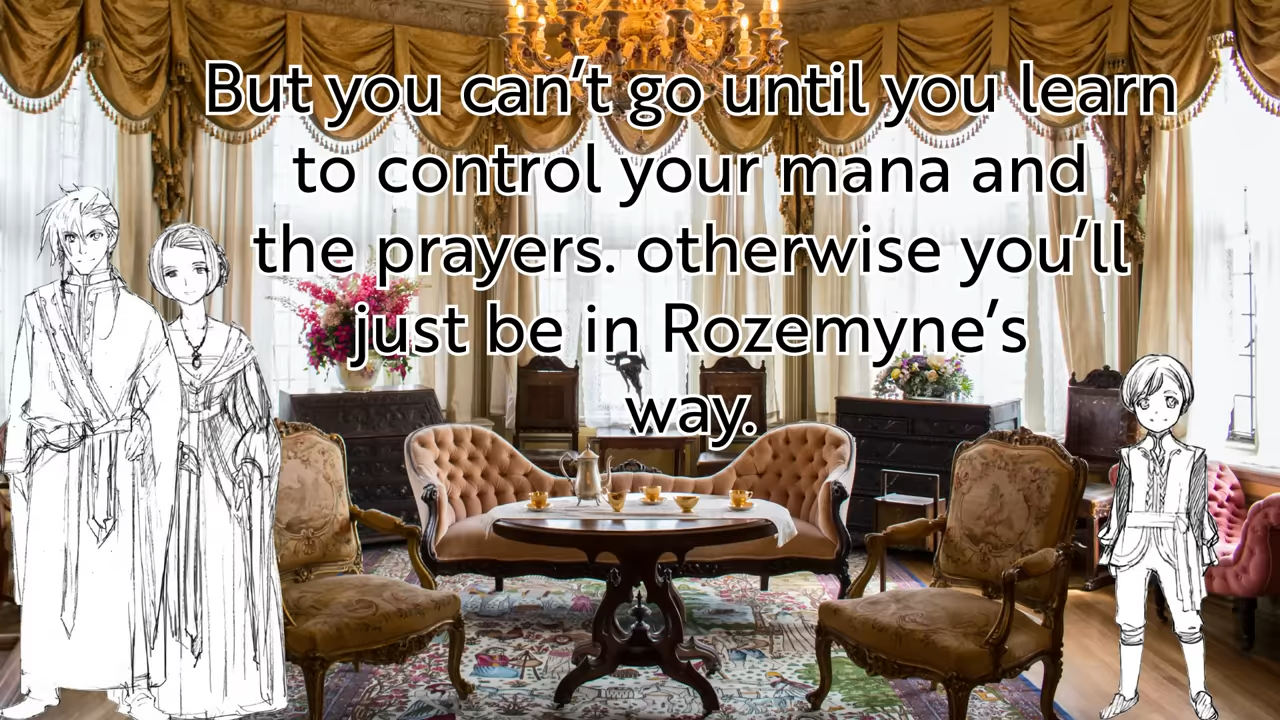 But you can't go until you learn
to control your mana and
the prayers. otherwise you'll
just be in Rozemyne's
way.